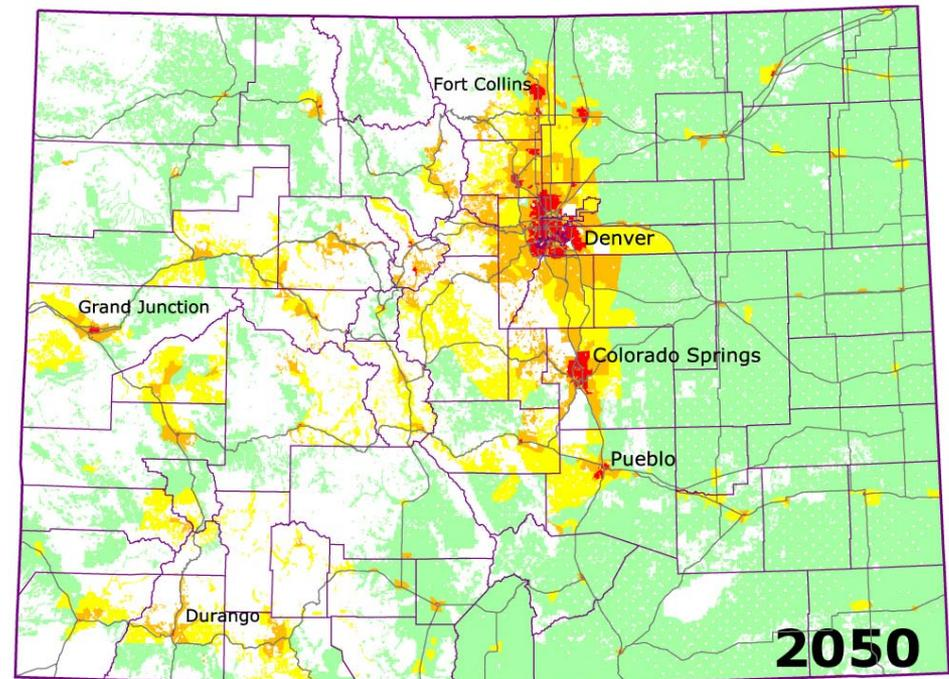 Fort Collins
Denver
Grand Junction
Colorado Springs
Pueblo
Durango
2050